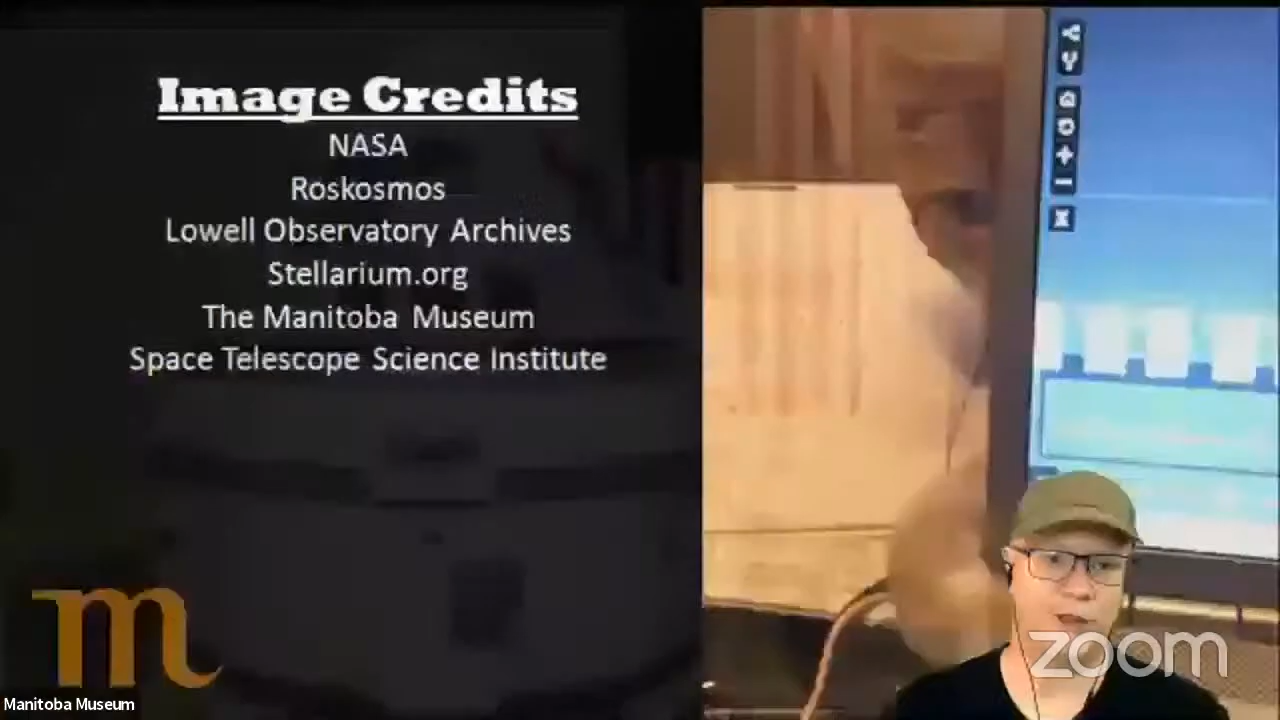 Image Credits
NASA
Roskosmos
Lowell Observatory Archives
Stellarium.org
The Manitoba Museum
Space Telescope Science Institute
m
Manitoba Museum
zoom